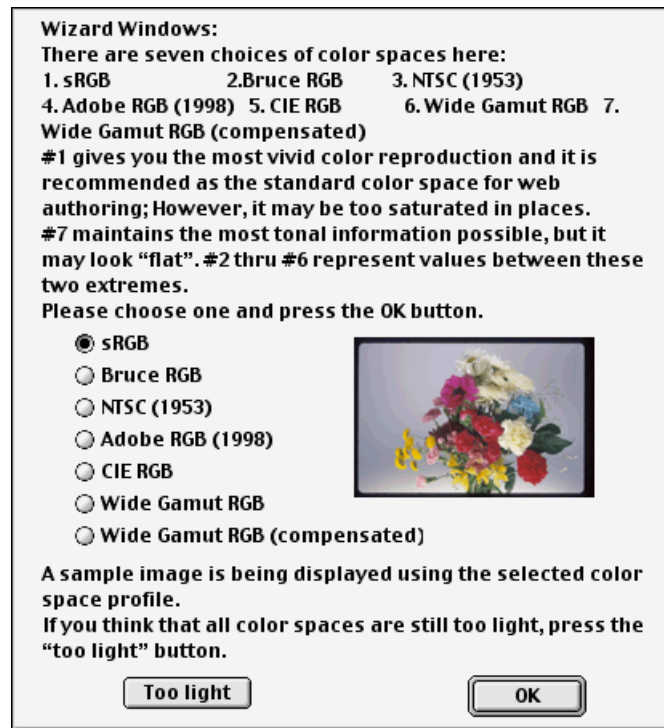 Wizard Windows:
There are seven choices of color spaces here:
1. sRGB 2.Bruce RGB 3. NTSC (1953)
4. Adobe RGB (1998) 5. CIE RGB 6. Wide Gamut RGB 7.
Wide Gamut RGB (compensated)
#1 gives you the most vivid color reproduction and it is
recommended as the standard color space for web
authoring; However, it may be too saturated in places.
#7 maintains the most tonal information possible, but it
may look “flat”. #2 thru #6 represent values between these
two extremes.
Please choose one and press the OK button.
sRGB
Bruce RGB
NTSC (1953)
Adobe RGB (1998)
CIE RGB
Wide Gamut RGB
Wide Gamut RGB (compensated)
A sample image is being displayed using the selected color
space profile.
If you think that all color spaces are still too light, press the
“too light” button.
Too light
OK